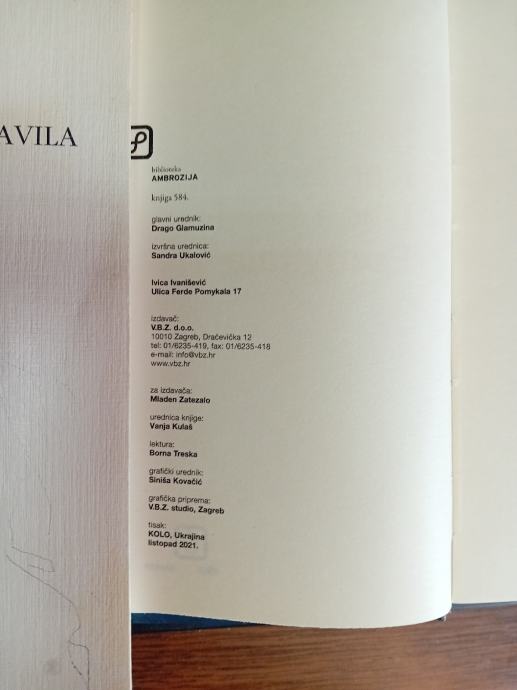 AVILA
biblioteka
AMBROZIJA
knjiga 584.
glavni urednik:
Drago Glamuzina
izvršna urednica:
Sandra Ukalović
Ivica Ivanišević
Ulica Ferde Pomykala 17
izdavač:
V.B.Z. d.o.o.
10010 Zagreb, Dračevička 12
tel: 01/6235-419, fax: 01/6235-418
e-mail: info@vbz.hr
www.vbz.hr
za izdavača:
Mladen Zatezalo
urednica knjige:
Vanja Kulaš
lektura:
Borna Treska
grafički urednik:
Siniša Kovačić
grafička priprema:
V.B.Z. studio, Zagreb
tisak:
KOLO, Ukrajina
listopad 2021.